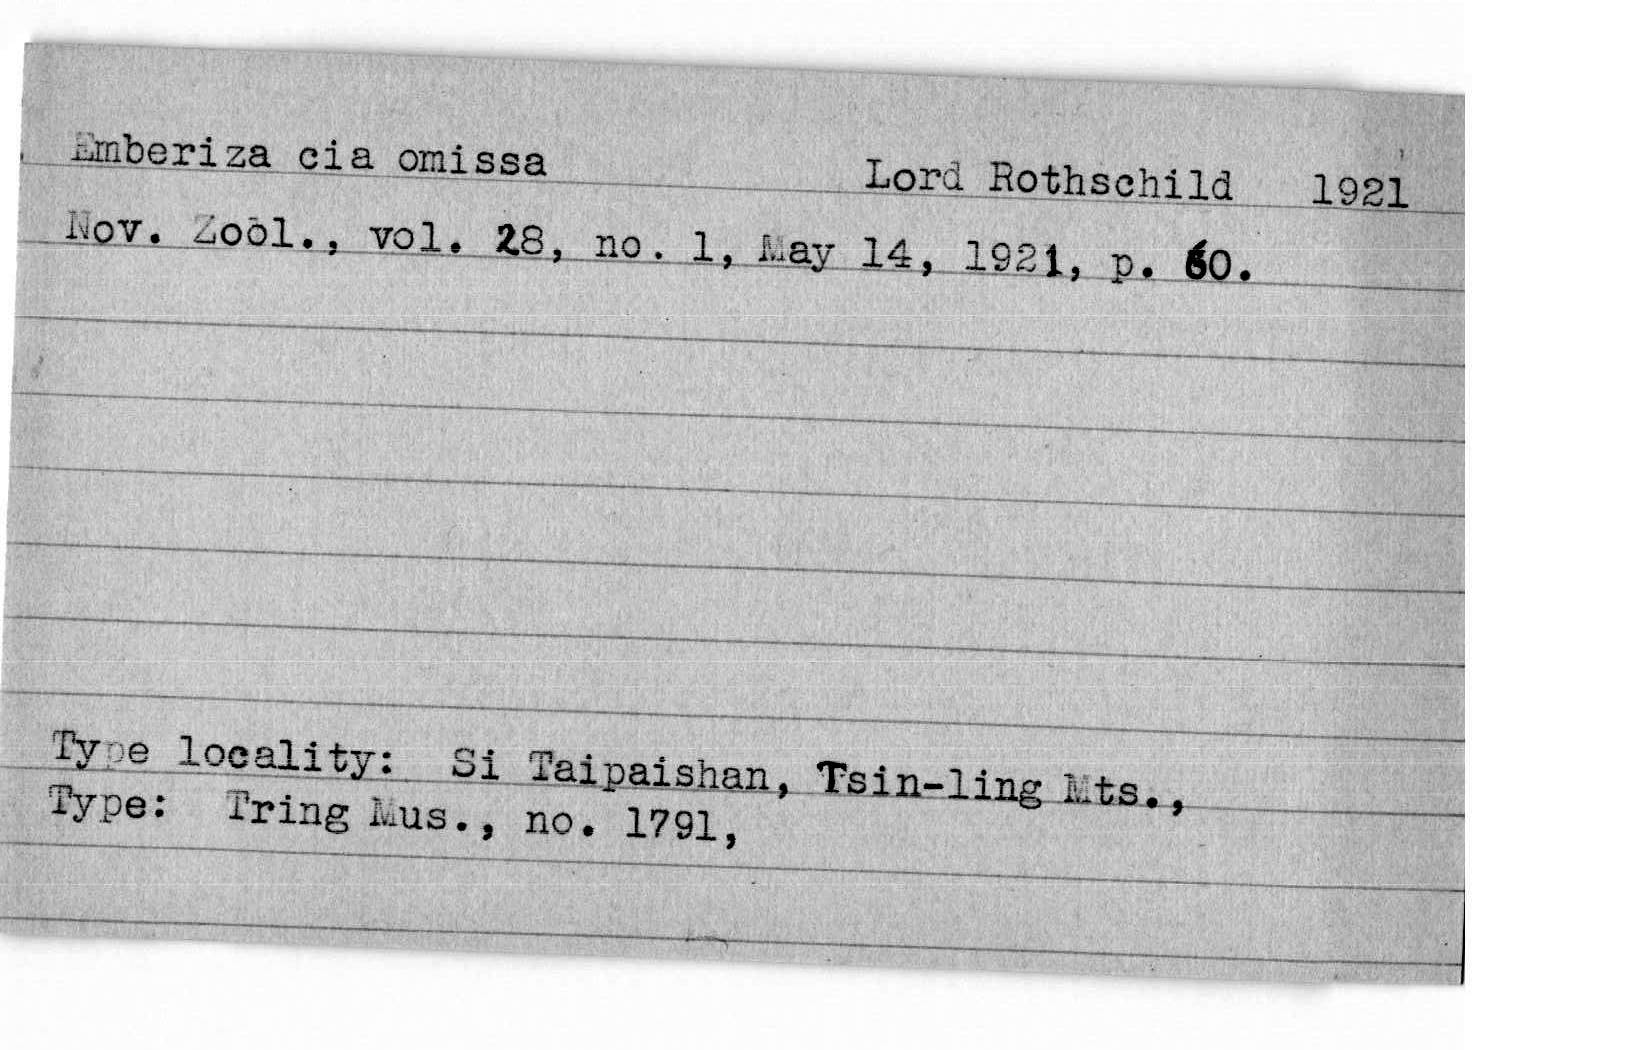 Emberiza cia omissa Lord Rothschild 1921
Nov. Zoöl., vol. 28, no. 1, May 14, 1921, p. 60.
Type locality: Si Taipaishan, Tsin-ling Mts.,
Type: Tring Mus., no. 1791,